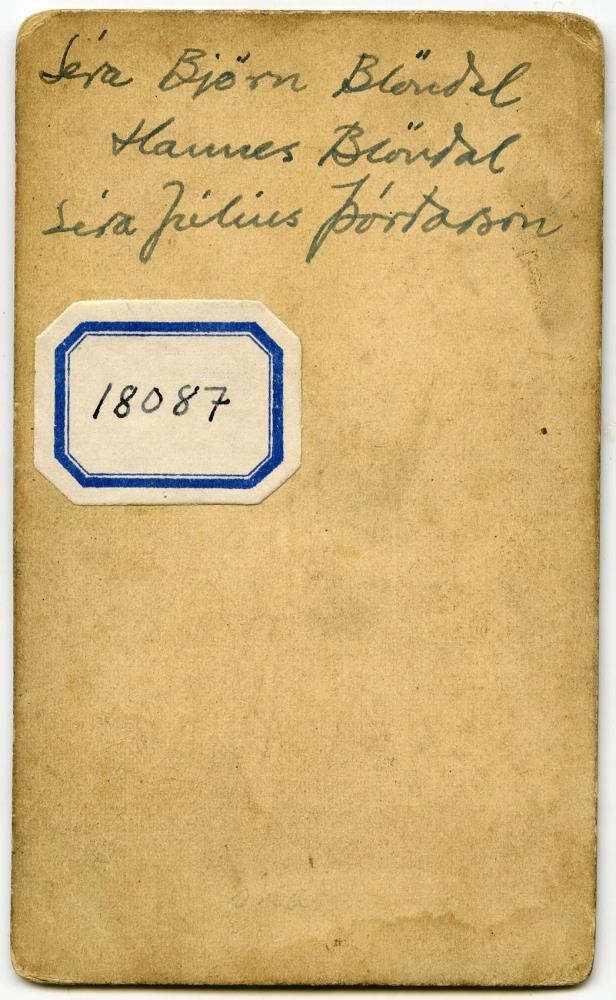 Séra Björn Blöndal
Hannes Blöndal
Séra Júlíus Þórðarson
18087